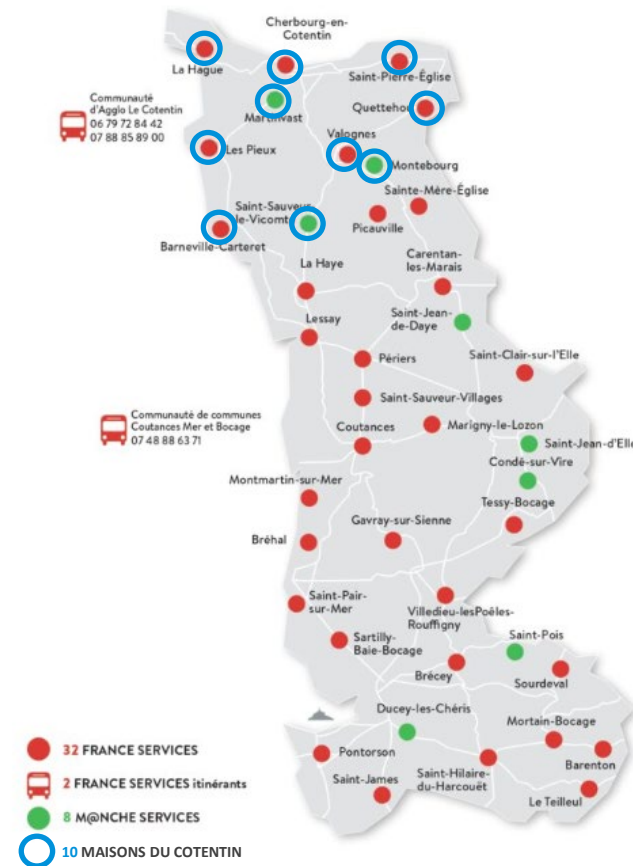 Cherbourg-en-
Cotentin
La Hague
Saint-Pierre-Église
Communauté
d'Agglo Le Cotentin
06 79 72 84 42
07 88 85 89 00
Martinvast
Quettehou
Valognes
Les Pieux
Montebourg
Sainte-Mère-Église
Saint-Sauveur
-le-Vicomte
Picauville
Barneville-Carteret
La Haye
Carentan-
les-Marais
Lessay
Saint-Jean-
de-Daye
Périers
Saint-Clair-sur-l'Elle
Saint-Sauveur-Villages
Communauté de communes
Coutances Mer et Bocage
07 48 88 63 71
Coutances
Marigny-le-Lozon
Saint-Jean-d'Elle
Condé-sur-Vire
Montmartin-sur-Mer
Tessy-Bocage
Gavray-sur-Sienne
Bréhal
Saint-Pair-
sur-Mer
Villedieu-lesPoêles-
Rouffigny
Sartilly-
Baie-Bocage
Saint-Pois
Brécey
Sourdeval
Ducey-les-Chéris
Mortain-Bocage
Pontorson
Barenton
Saint-James
Saint-Hilaire-
du-Harcouët
Le Teilleul
32 FRANCE SERVICES
2 FRANCE SERVICES itinérants
8 M@NCHE SERVICES
10 MAISONS DU COTENTIN